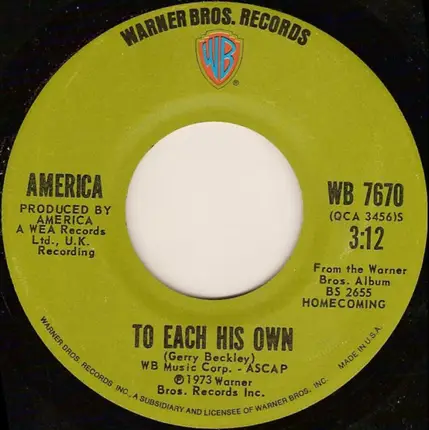 WARNER BROS. RECORDS
WB
®
AMERICA
PRODUCED BY
AMERICA
A WEA Records
Ltd., U.K.
Recording
WB 7670
(QCA 3456)S
3:12
From the Warner
Bros. Album
BS 2655
HOMECOMING
TO EACH HIS OWN
(Gerry Beckley)
WB Music Corp. - ASCAP
℗1973 Warner
Bros. Records Inc.
WARNER BROS. RECORDS INC., A SUBSIDIARY AND LICENSEE OF WARNER BROS. INC.
MADE IN U.S.A.